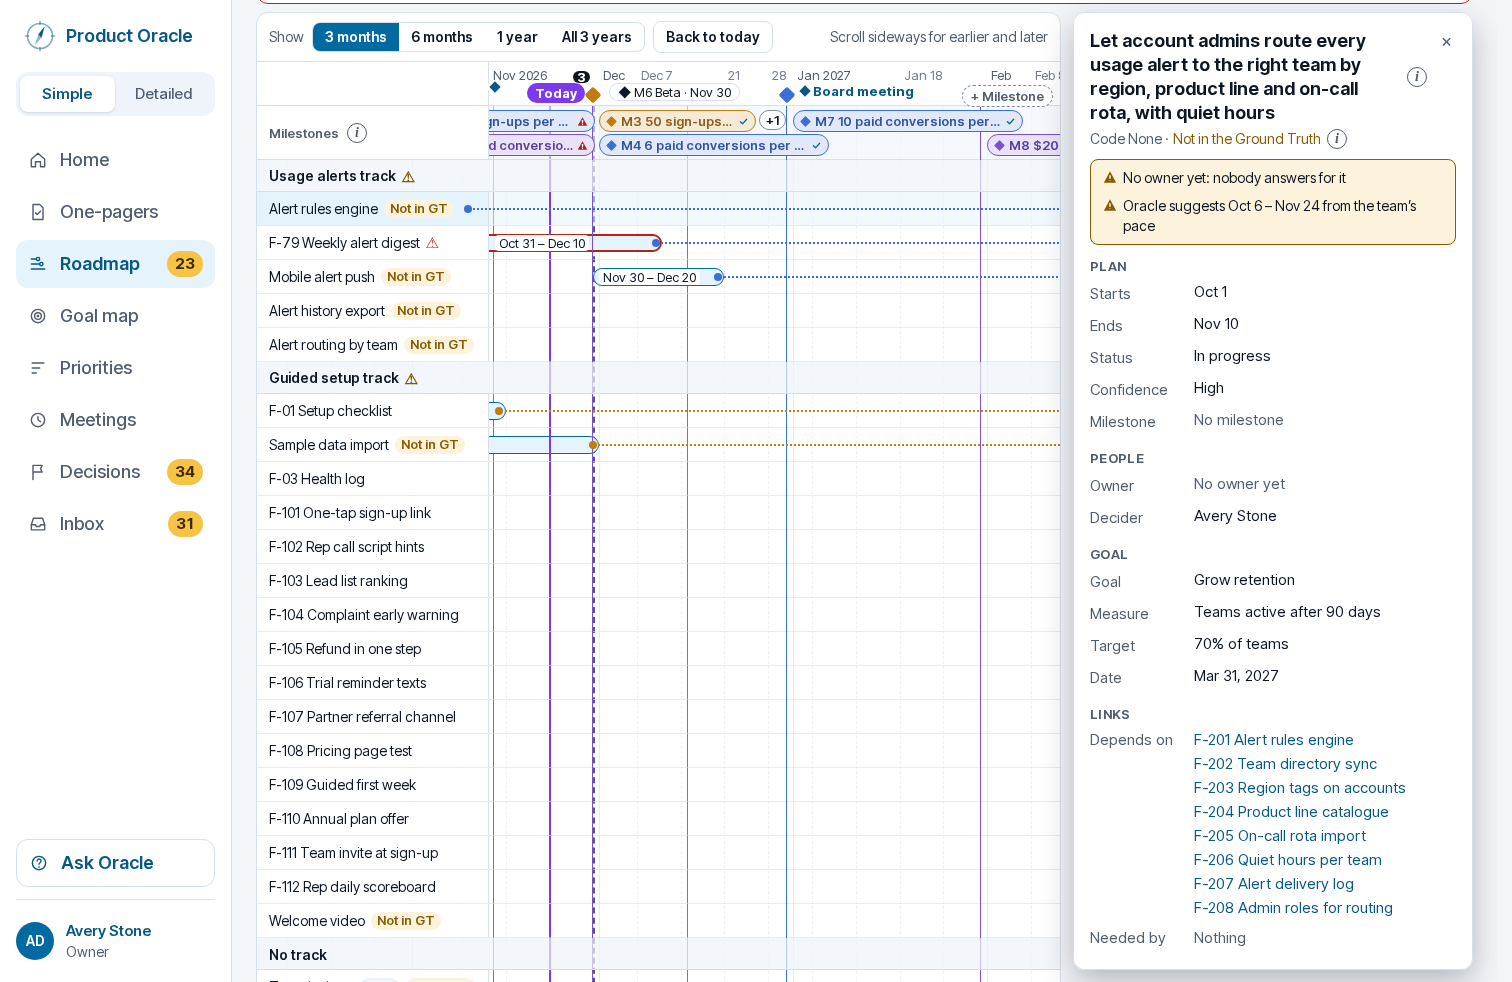 Product Oracle
Simple
Detailed
Home
One-pagers
Roadmap
23
Goal map
Priorities
Meetings
Decisions
34
Inbox
31
Ask Oracle
AD
Avery Stone
Owner
Show
3 months
6 months
1 year
All 3 years
Back to today
Scroll sideways for earlier and later
Nov 2026
3
Dec
Dec 7
21
28
Jan 2027
Jan 18
Feb
Feb
Today
M6 Beta · Nov 30
Board meeting
+ Milestone
Milestones
i
gn-ups per ...
M3 50 sign-ups...
+1
M7 10 paid conversions per...
d conversio...
M4 6 paid conversions per ...
M8 $20
Usage alerts track
Alert rules engine
Not in GT
F-79 Weekly alert digest
Oct 31 – Dec 10
Mobile alert push
Not in GT
Nov 30 – Dec 20
Alert history export
Not in GT
Alert routing by team
Not in GT
Guided setup track
F-01 Setup checklist
Sample data import
Not in GT
F-03 Health log
F-101 One-tap sign-up link
F-102 Rep call script hints
F-103 Lead list ranking
F-104 Complaint early warning
F-105 Refund in one step
F-106 Trial reminder texts
F-107 Partner referral channel
F-108 Pricing page test
F-109 Guided first week
F-110 Annual plan offer
F-111 Team invite at sign-up
F-112 Rep daily scoreboard
Welcome video
Not in GT
No track
Let account admins route every
usage alert to the right team by
region, product line and on-call
rota, with quiet hours
×
i
Code None · Not in the Ground Truth
i
No owner yet: nobody answers for it
Oracle suggests Oct 6 – Nov 24 from the team’s
pace
PLAN
Starts
Oct 1
Ends
Nov 10
Status
In progress
Confidence
High
Milestone
No milestone
PEOPLE
Owner
No owner yet
Decider
Avery Stone
GOAL
Goal
Grow retention
Measure
Teams active after 90 days
Target
70% of teams
Date
Mar 31, 2027
LINKS
Depends on
F-201 Alert rules engine
F-202 Team directory sync
F-203 Region tags on accounts
F-204 Product line catalogue
F-205 On-call rota import
F-206 Quiet hours per team
F-207 Alert delivery log
F-208 Admin roles for routing
Needed by
Nothing